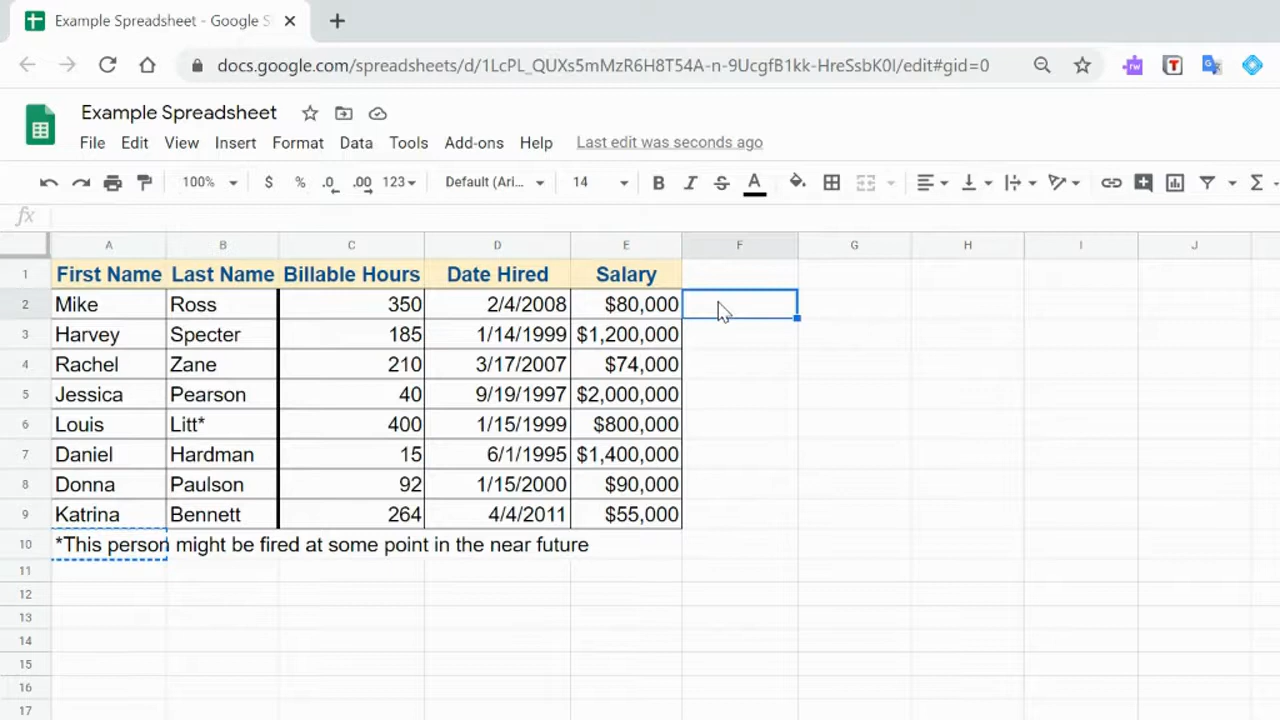 Example Spreadsheet - Google S
docs.google.com/spreadsheets/d/1LcPL_QUXs5mMzR6H8T54A-n-9UcgfB1kk-HreSsbK0I/edit#gid=0
Example Spreadsheet
File Edit View Insert Format Data Tools Add-ons Help Last edit was seconds ago
100% $ % .0 .00 123 Default (Ari... 14 B I S A Σ
fx
A B C D E F G H I J
1 First Name Last Name Billable Hours Date Hired Salary
2 Mike Ross 350 2/4/2008 $80,000
3 Harvey Specter 185 1/14/1999 $1,200,000
4 Rachel Zane 210 3/17/2007 $74,000
5 Jessica Pearson 40 9/19/1997 $2,000,000
6 Louis Litt* 400 1/15/1999 $800,000
7 Daniel Hardman 15 6/1/1995 $1,400,000
8 Donna Paulson 92 1/15/2000 $90,000
9 Katrina Bennett 264 4/4/2011 $55,000
10 *This person might be fired at some point in the near future
11
12
13
14
15
16
17